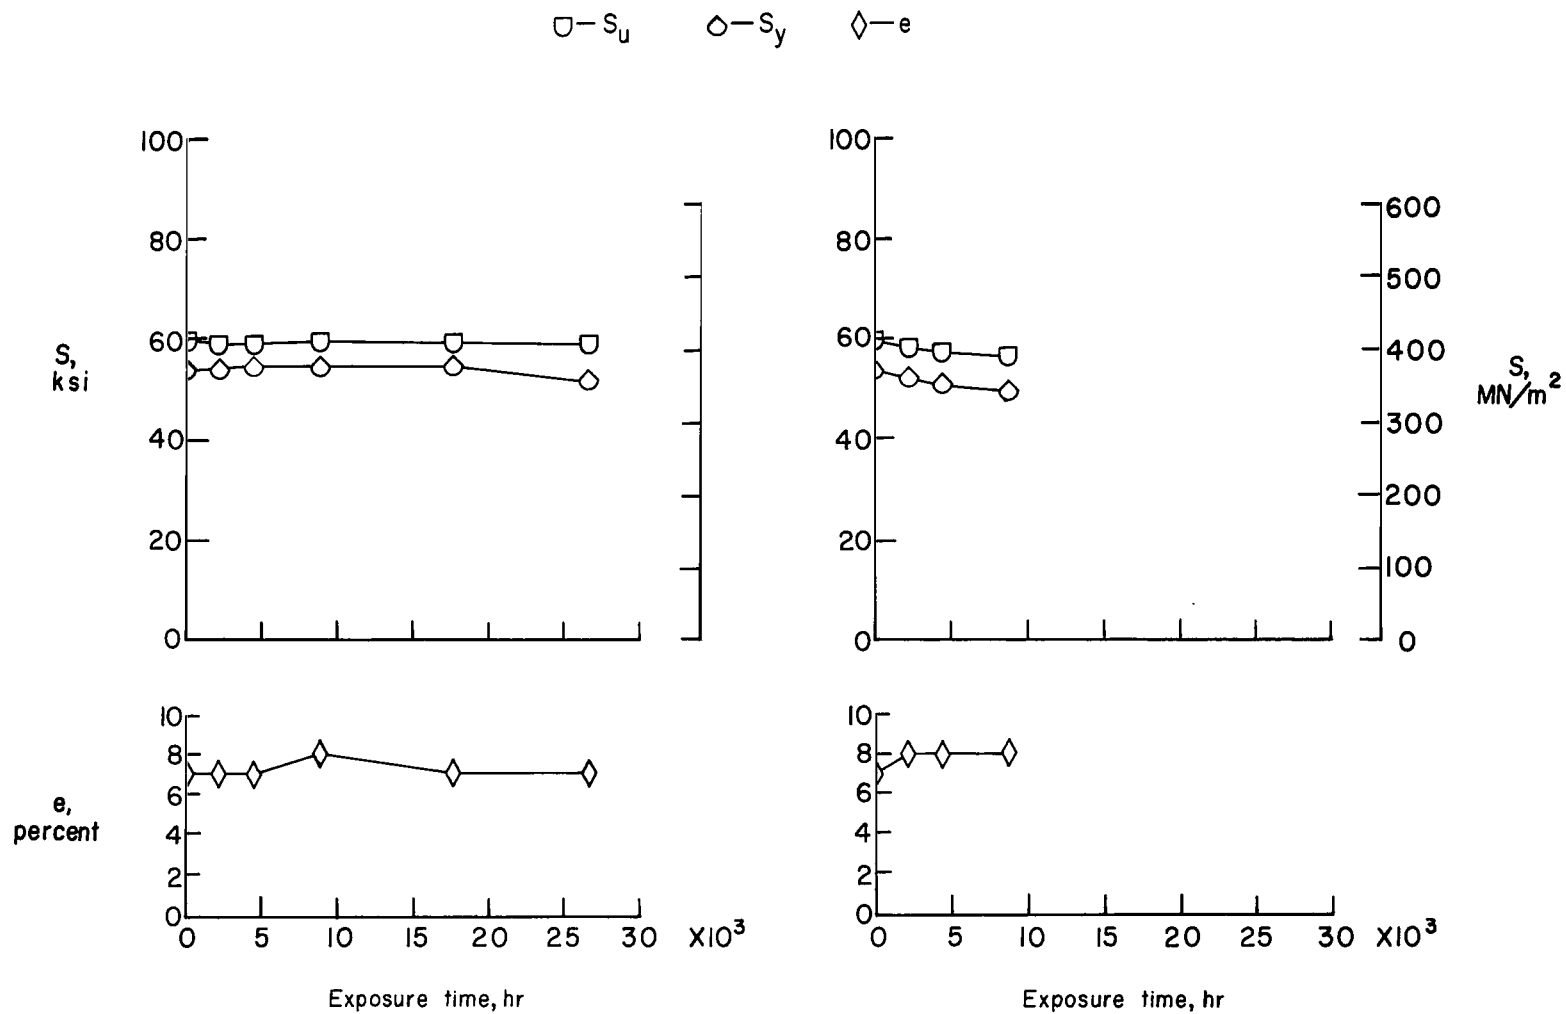 – Su – Sy – e
100 100
80 80
60 60
40 40
20 20
0 0
600
500
400
300
200
100
0
S,
ksi
S,
MN/m²
10 10
8 8
6 6
4 4
2 2
0 0
e,
percent
0 5 10 15 20 25 30 X10³
0 5 10 15 20 25 30 X10³
Exposure time, hr Exposure time, hr